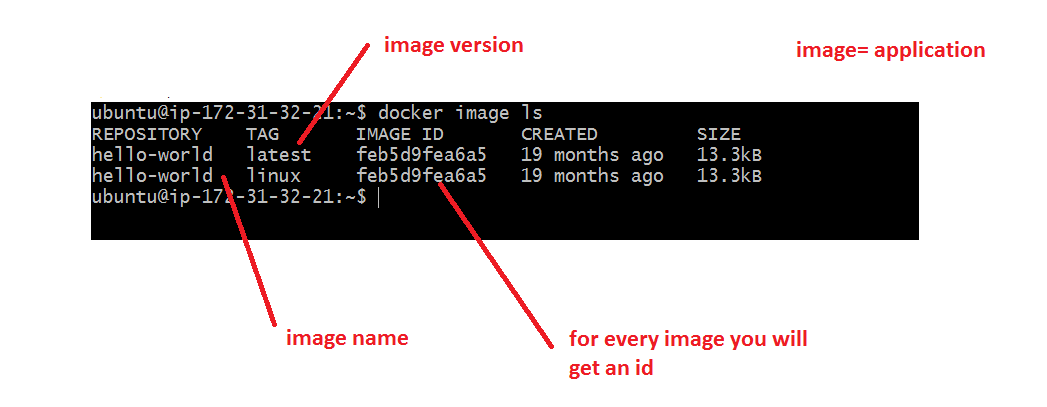 image version
image= application
ubuntu@ip-172-31-32-21:~$ docker image ls
REPOSITORY TAG IMAGE ID CREATED SIZE
hello-world latest feb5d9fea6a5 19 months ago 13.3kB
hello-world linux feb5d9fea6a5 19 months ago 13.3kB
ubuntu@ip-172-31-32-21:~$
image name
for every image you will
get an id